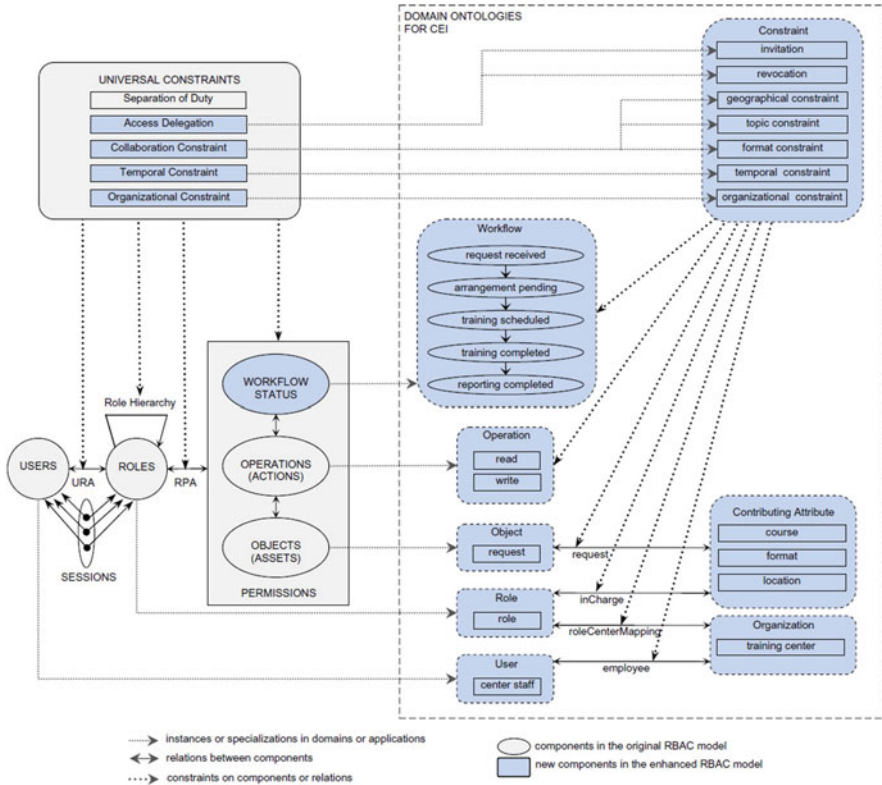 DOMAIN ONTOLOGIES
FOR CEI
Constraint
invitation
revocation
geographical constraint
topic constraint
format constraint
temporal constraint
organizational constraint
UNIVERSAL CONSTRAINTS
Separation of Duty
Access Delegation
Collaboration Constraint
Temporal Constraint
Organizational Constraint
Workflow
request received
arrangement pending
training scheduled
training completed
reporting completed
WORKFLOW
STATUS
Role Hierarchy
USERS
URA
ROLES
RPA
OPERATIONS
(ACTIONS)
OBJECTS
(ASSETS)
SESSIONS
PERMISSIONS
Operation
read
write
Object
request
request
Contributing Attribute
course
format
location
Role
role
inCharge
roleCenterMapping
Organization
training center
User
center staff
employee
instances or specializations in domains or applications
relations between components
constraints on components or relations
components in the original RBAC model
new components in the enhanced RBAC model